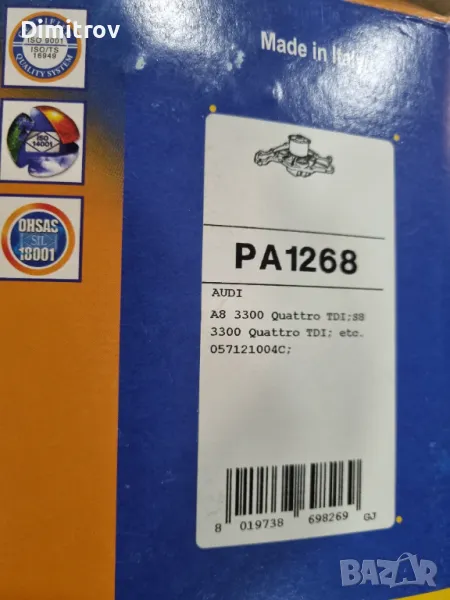 Dimitrov
ISO 9001
ISO/TS
16949
QUALITY SYSTEM
Made in Italy
ISO
14001
OHSAS
18001
PA1268
AUDI
A8 3300 Quattro TDI;S8
3300 Quattro TDI; etc.
057121004C;
8 019738 698269 GJ
BAZAR